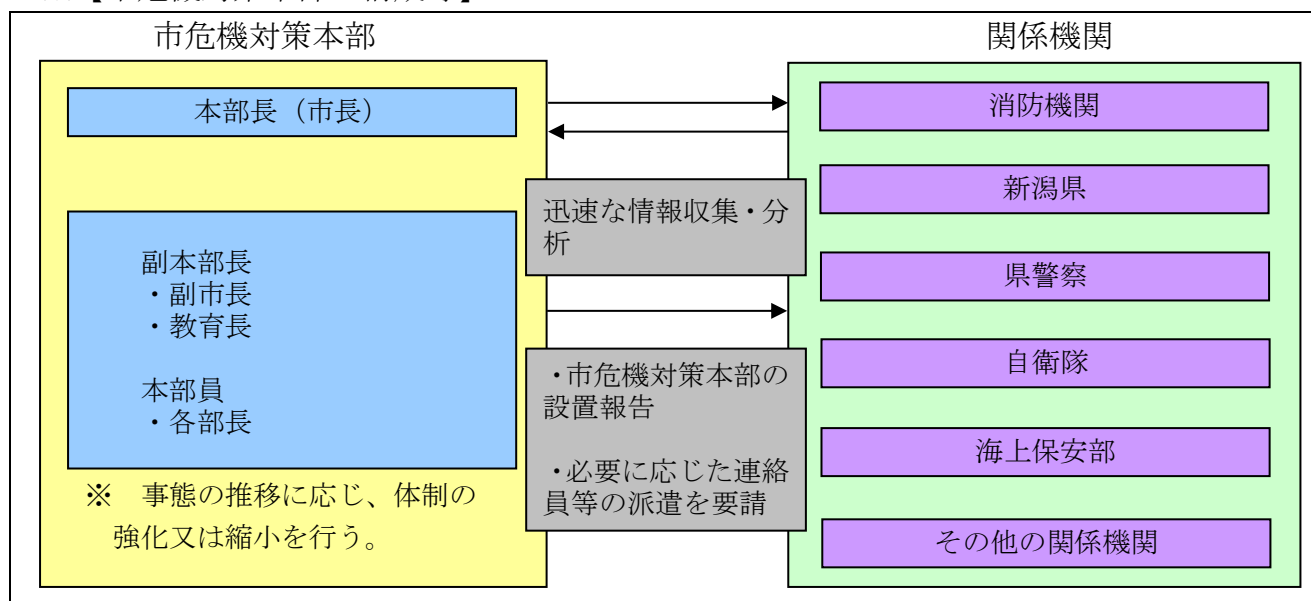 市危機対策本部
関係機関
本部長（市長）
副本部長
・副市長
・教育長
本部員
・各部長
※　事態の推移に応じ、体制の
強化又は縮小を行う。
迅速な情報収集・分
析
・市危機対策本部の
設置報告
・必要に応じた連絡
員等の派遣を要請
消防機関
新潟県
県警察
自衛隊
海上保安部
その他の関係機関